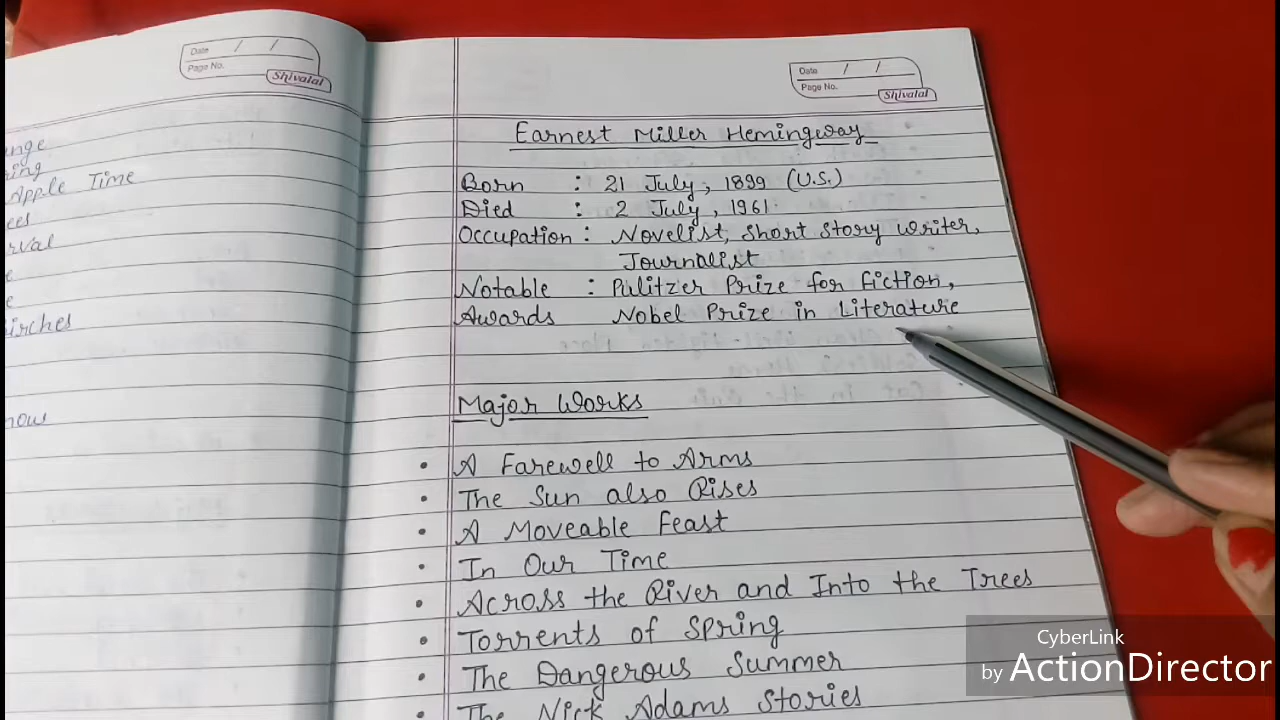 Date / /
Page No.
Shivalal
Apple Time
Date / /
Page No.
Shivalal
Earnest Miller Hemingway
Born : 21 July, 1899 (U.S.)
Died : 2 July, 1961.
Occupation : Novelist, Short Story writer,
Journalist
Notable : Pulitzer Prize for fiction,
Awards Nobel Prize in Literature
Major Works
• A Farewell to Arms
• The Sun also Rises
• A Moveable Feast
• In Our Time
• Across the River and Into the Trees
• Torrents of Spring
• The Dangerous Summer
• The Nick Adams Stories
CyberLink
by ActionDirector